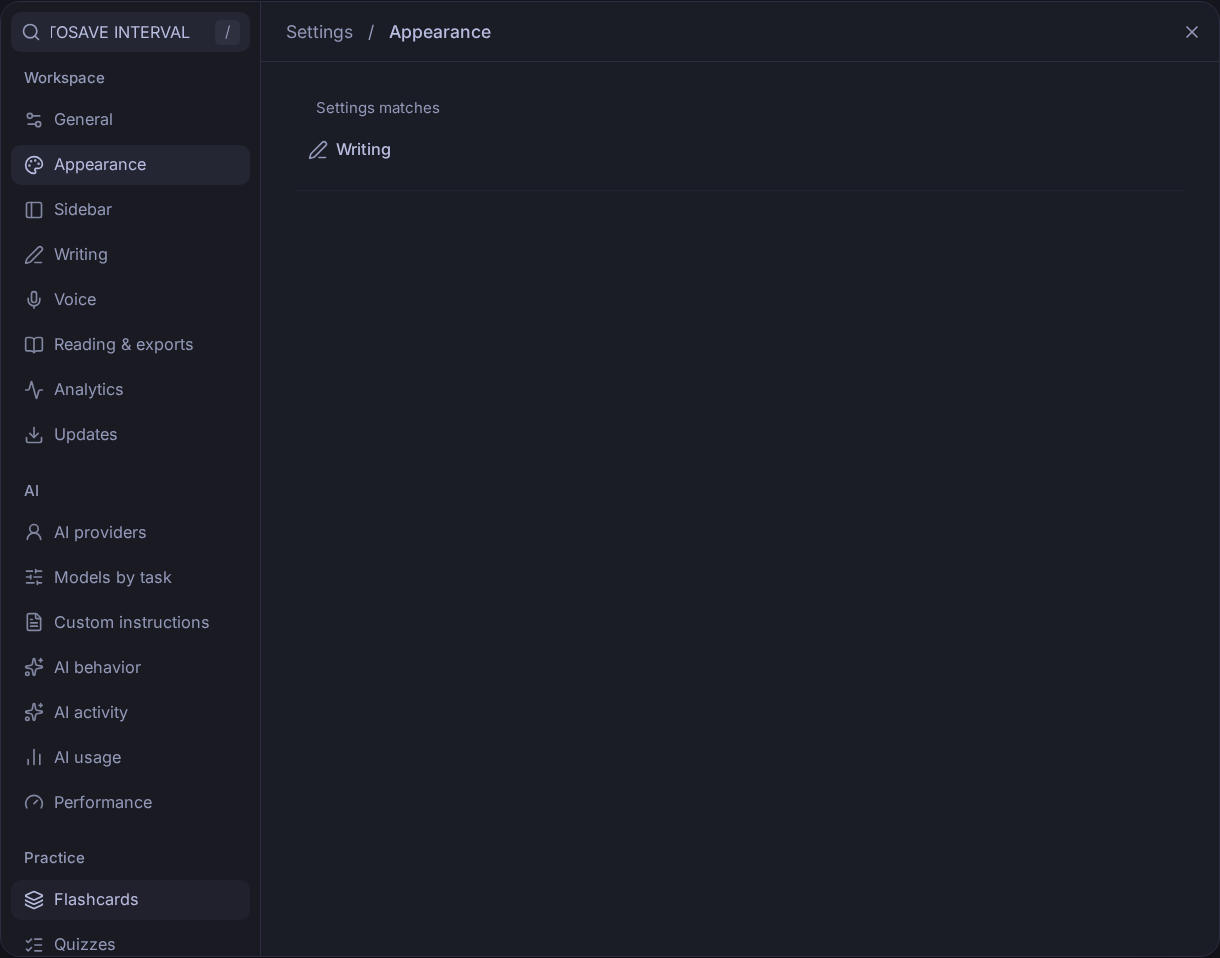 TOSAVE INTERVAL /
Workspace
General
Appearance
Sidebar
Writing
Voice
Reading & exports
Analytics
Updates
AI
AI providers
Models by task
Custom instructions
AI behavior
AI activity
AI usage
Performance
Practice
Flashcards
Quizzes
Settings / Appearance
Settings matches
Writing